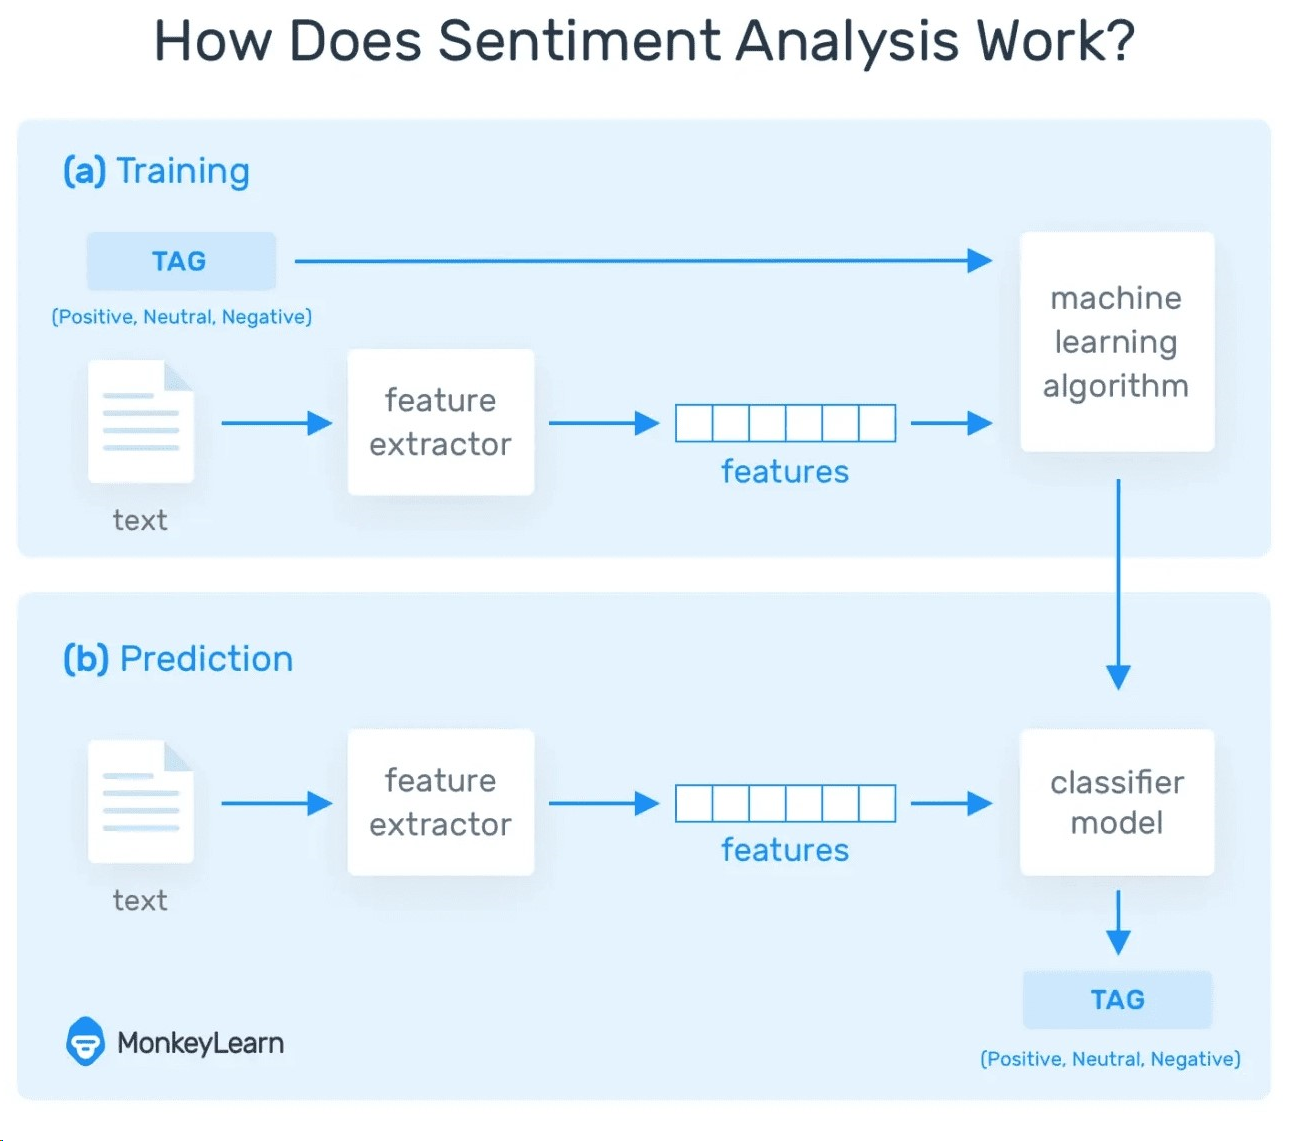 How Does Sentiment Analysis Work?
(a) Training
TAG
(Positive, Neutral, Negative)
text
feature
extractor
features
machine
learning
algorithm
(b) Prediction
text
feature
extractor
features
classifier
model
TAG
(Positive, Neutral, Negative)
MonkeyLearn